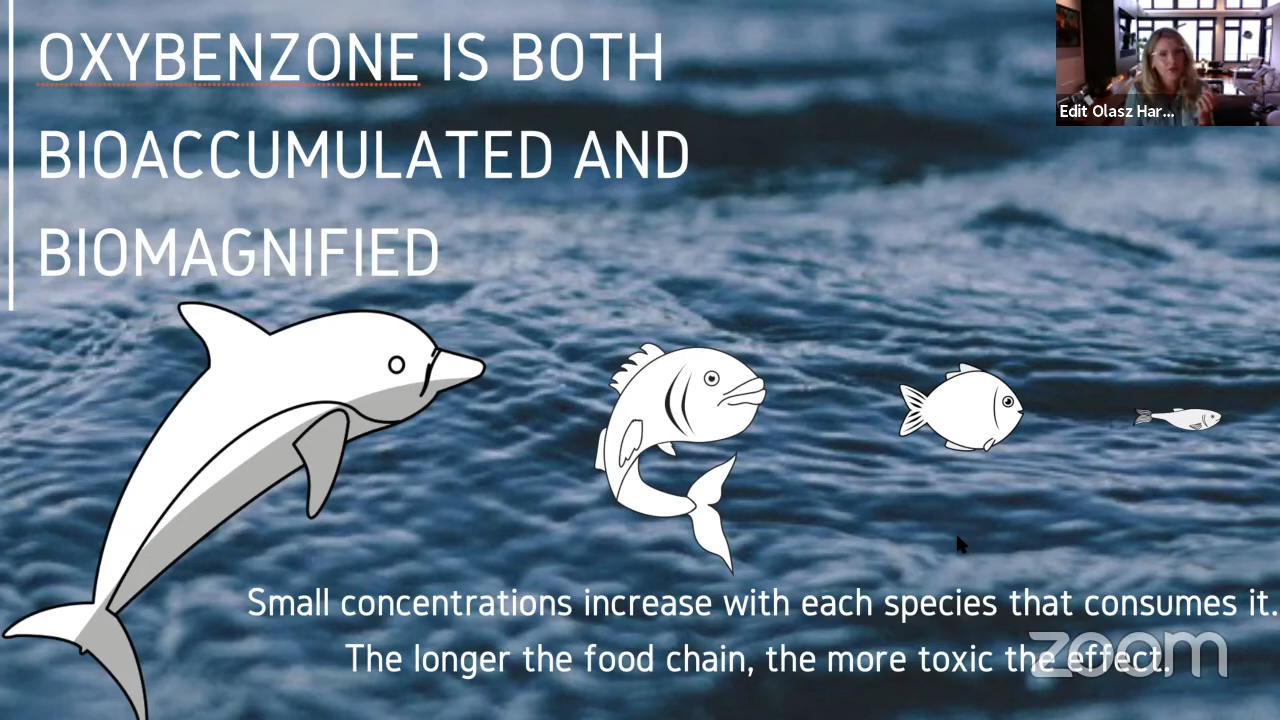 OXYBENZONE IS BOTH
BIOACCUMULATED AND
BIOMAGNIFIED
Edit Olasz Har...
Small concentrations increase with each species that consumes it.
The longer the food chain, the more toxic the effect.
zoom